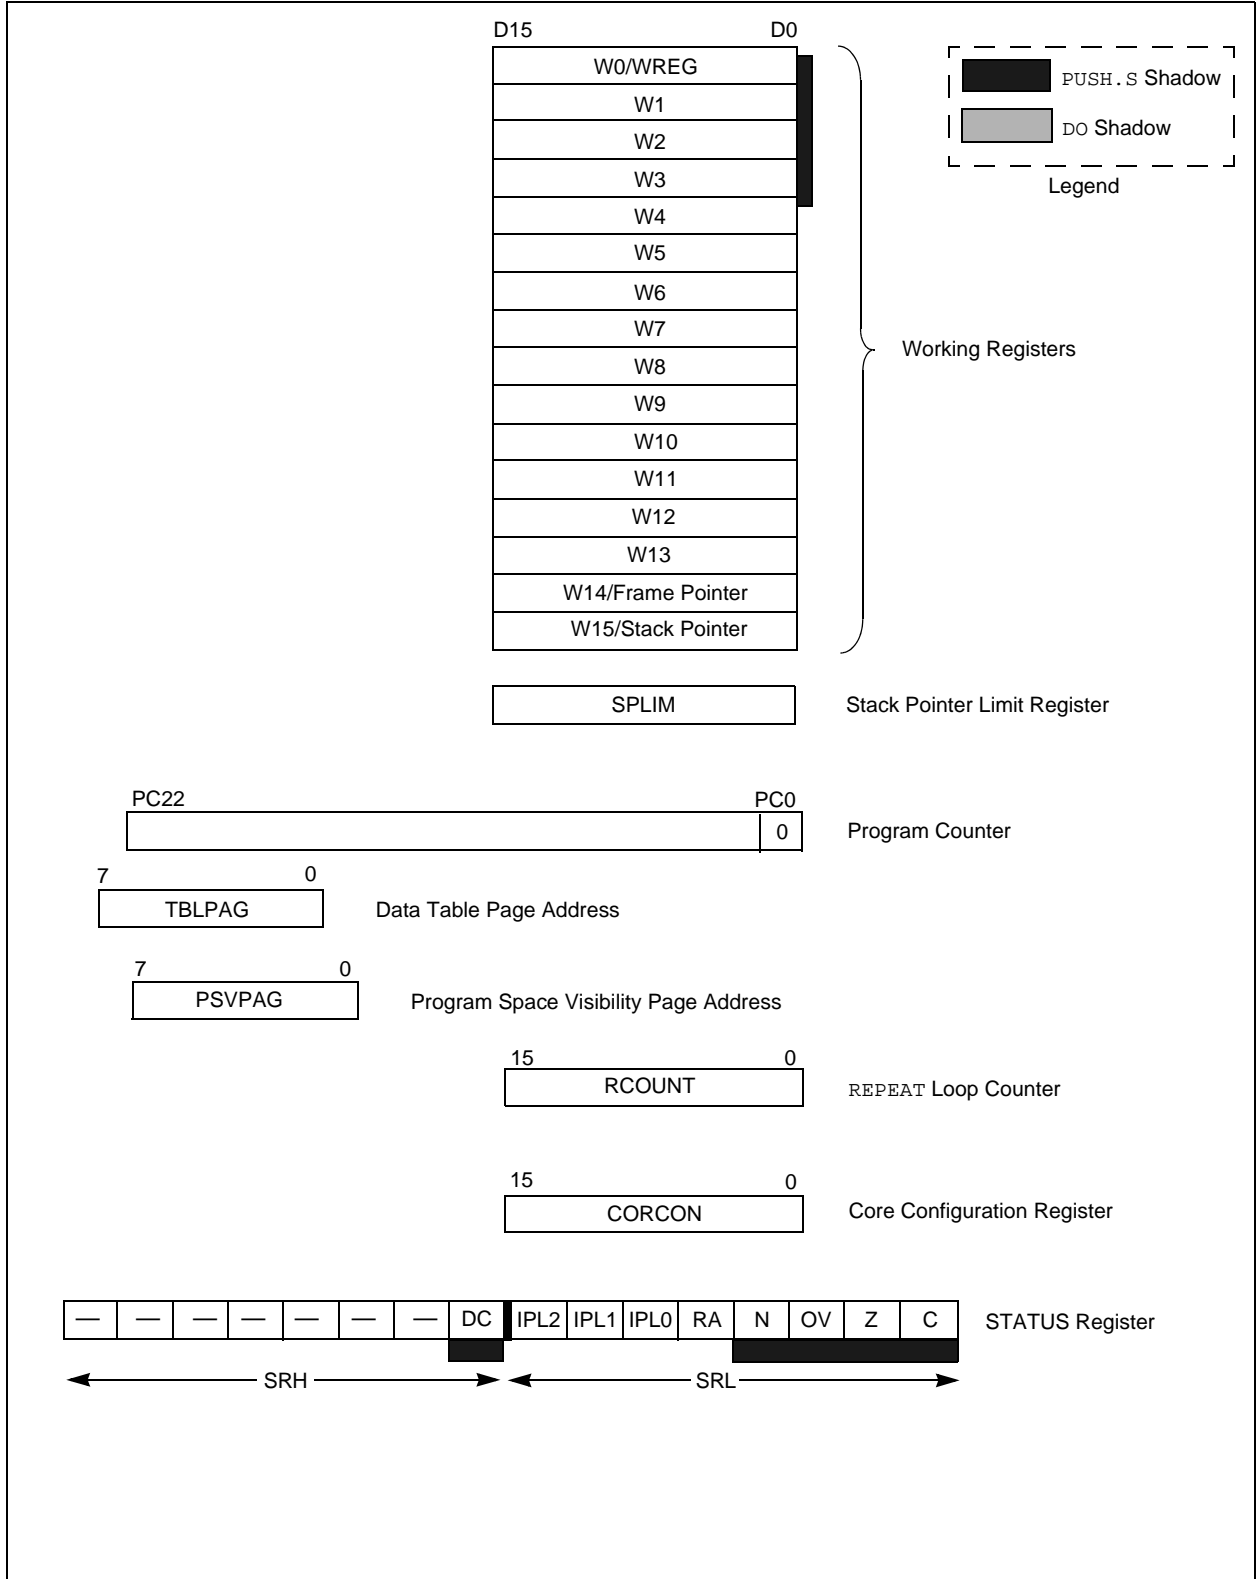 D15 D0
W0/WREG
W1
W2
W3
W4
W5
W6
W7
W8
W9
W10
W11
W12
W13
W14/Frame Pointer
W15/Stack Pointer
PUSH.S Shadow
DO Shadow
Legend
Working Registers
SPLIM Stack Pointer Limit Register
PC22 PC0
0 Program Counter
7 0
TBLPAG Data Table Page Address
7 0
PSVPAG Program Space Visibility Page Address
15 0
RCOUNT REPEAT Loop Counter
15 0
CORCON Core Configuration Register
— — — — — — — DC IPL2 IPL1 IPL0 RA N OV Z C STATUS Register
SRH SRL